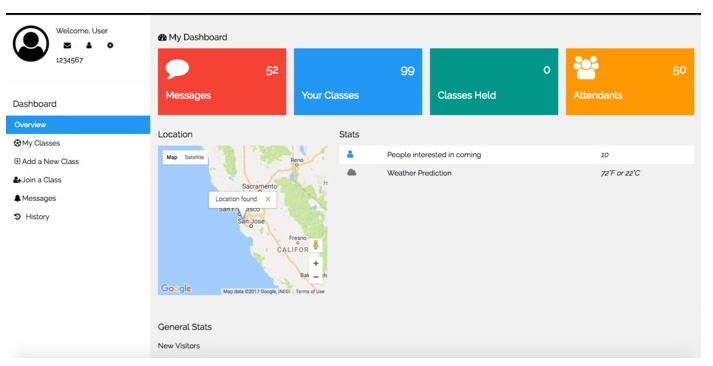 Welcome, User
1234567
Dashboard
Overview
My Classes
Add a New Class
Join a Class
Messages
History
My Dashboard
52
Messages
99
Your Classes
0
Classes Held
50
Attendants
Location
Map Satellite
Reno
Sacramento
Location found. ×
San Jose
Fresno
CALIFOR
+
−
Google
Map data ©2017 Google, INEGI Terms of Use
Stats
People interested in coming 10
Weather Prediction 72°F or 22°C
General Stats
New Visitors